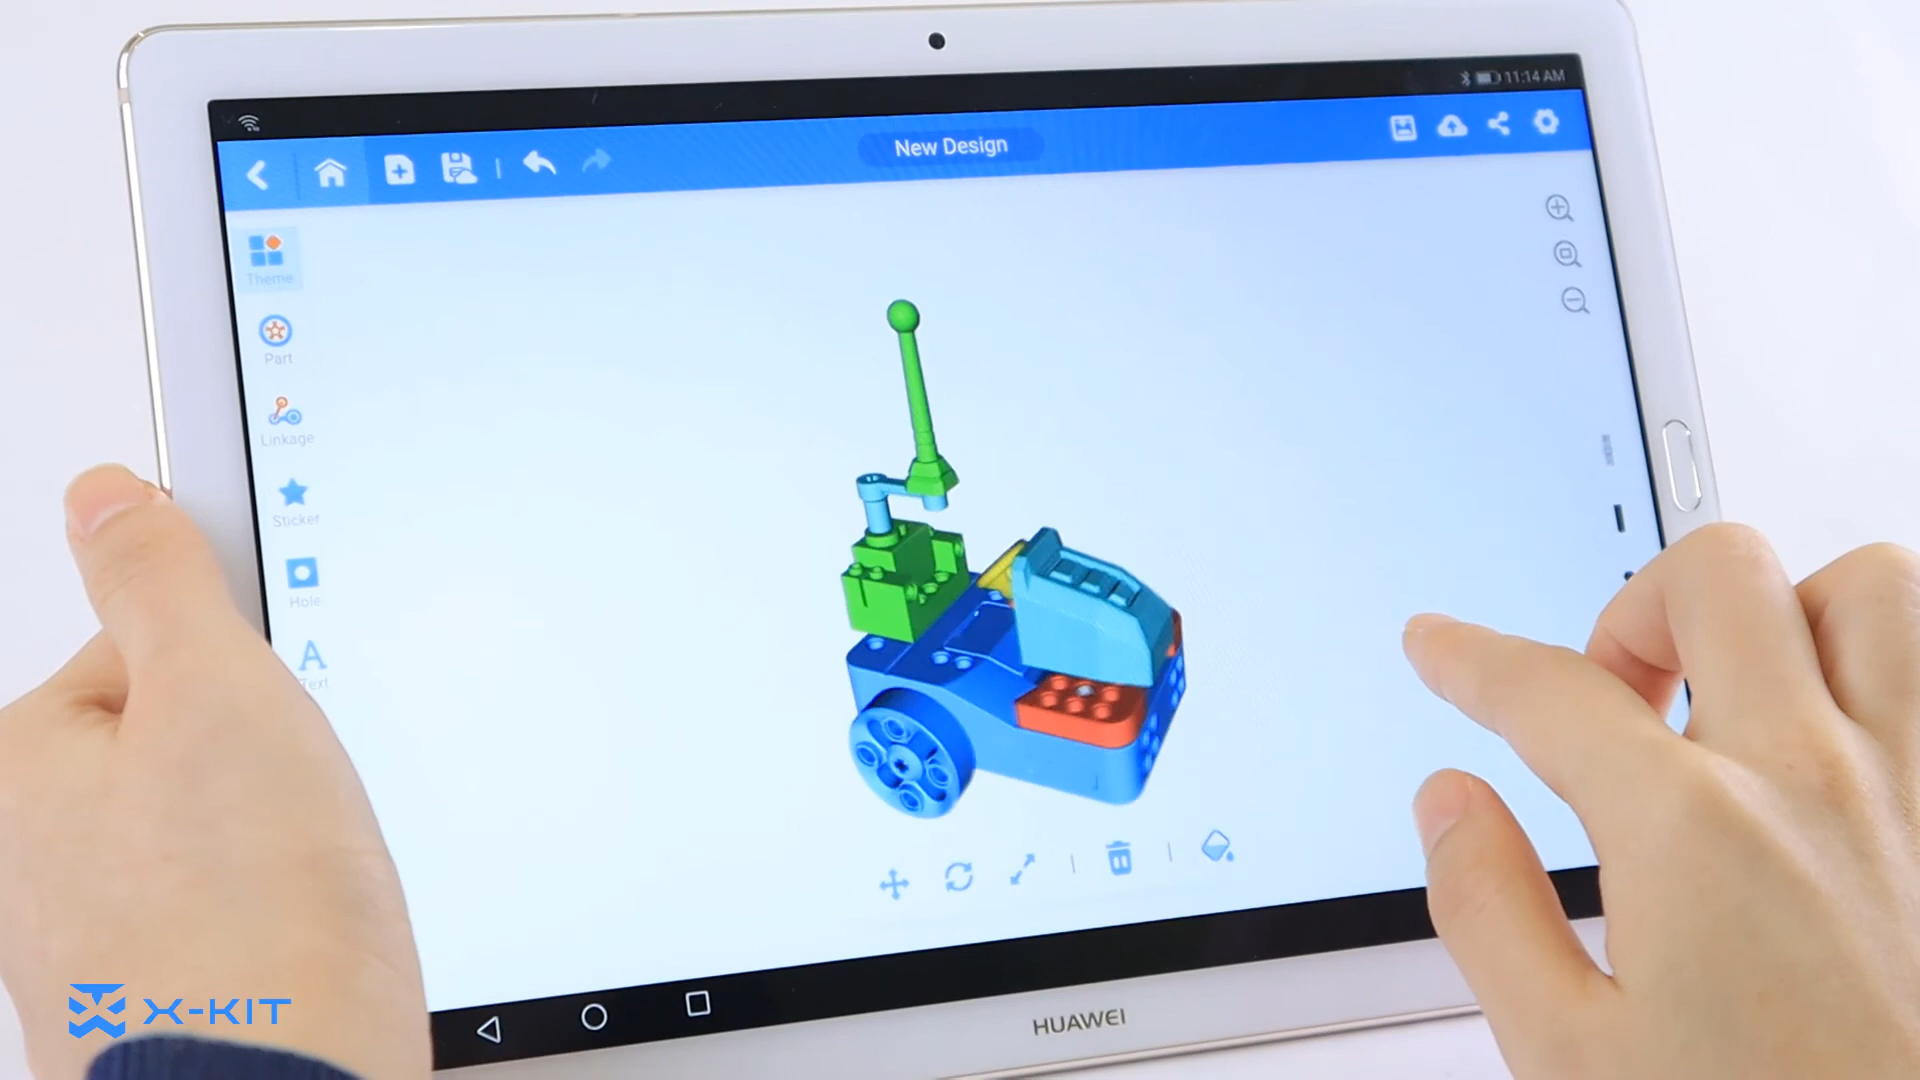 11:14 AM
New Design
Theme
Part
Linkage
Sticker
Hole
A
Text
X-KIT
HUAWEI